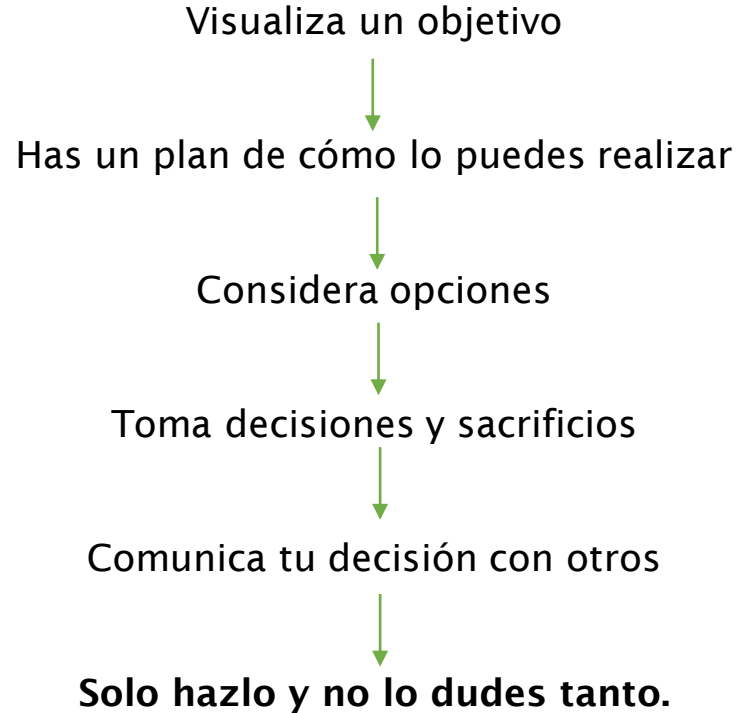 Visualiza un objetivo
Has un plan de cómo lo puedes realizar
Considera opciones
Toma decisiones y sacrificios
Comunica tu decisión con otros
Solo hazlo y no lo dudes tanto.